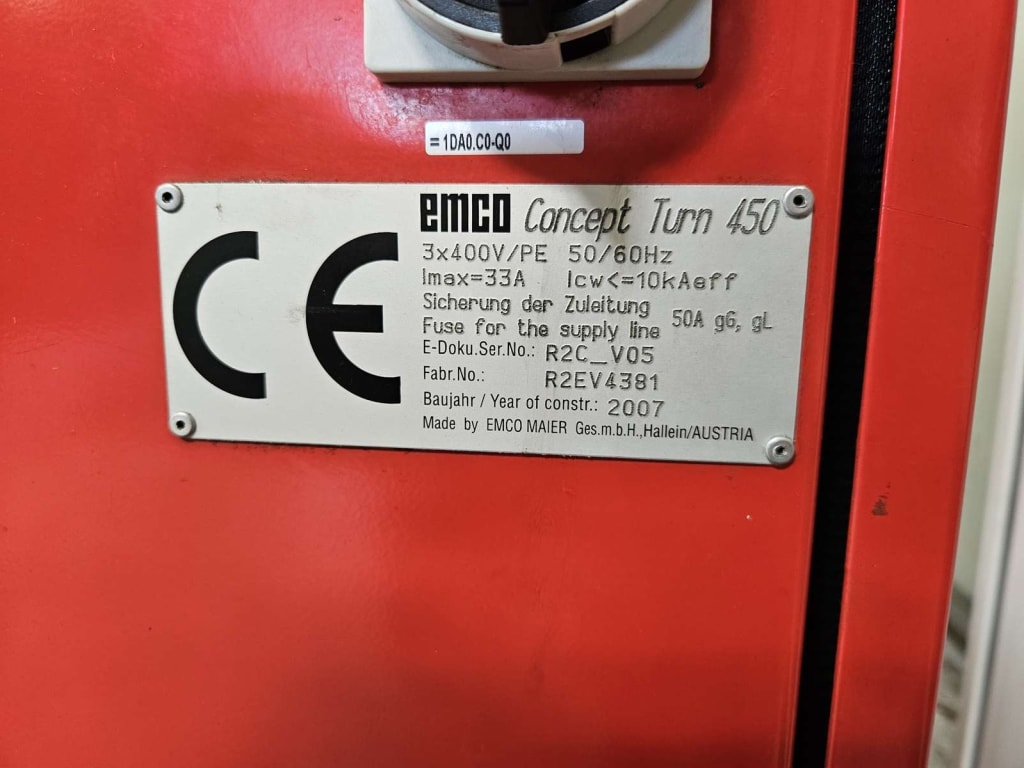 = 1DA0.C0-Q0
CE
emco Concept Turn 450
3x400V/PE 50/60Hz
Imax=33A Icw<=10kAeff
Sicherung der Zuleitung
Fuse for the supply line 50A gG, gL
E-Doku.Ser.No.: R2C_V05
Fabr.No.: R2EV4381
Baujahr / Year of constr.: 2007
Made by EMCO MAIER Ges.m.b.H.,Hallein/AUSTRIA